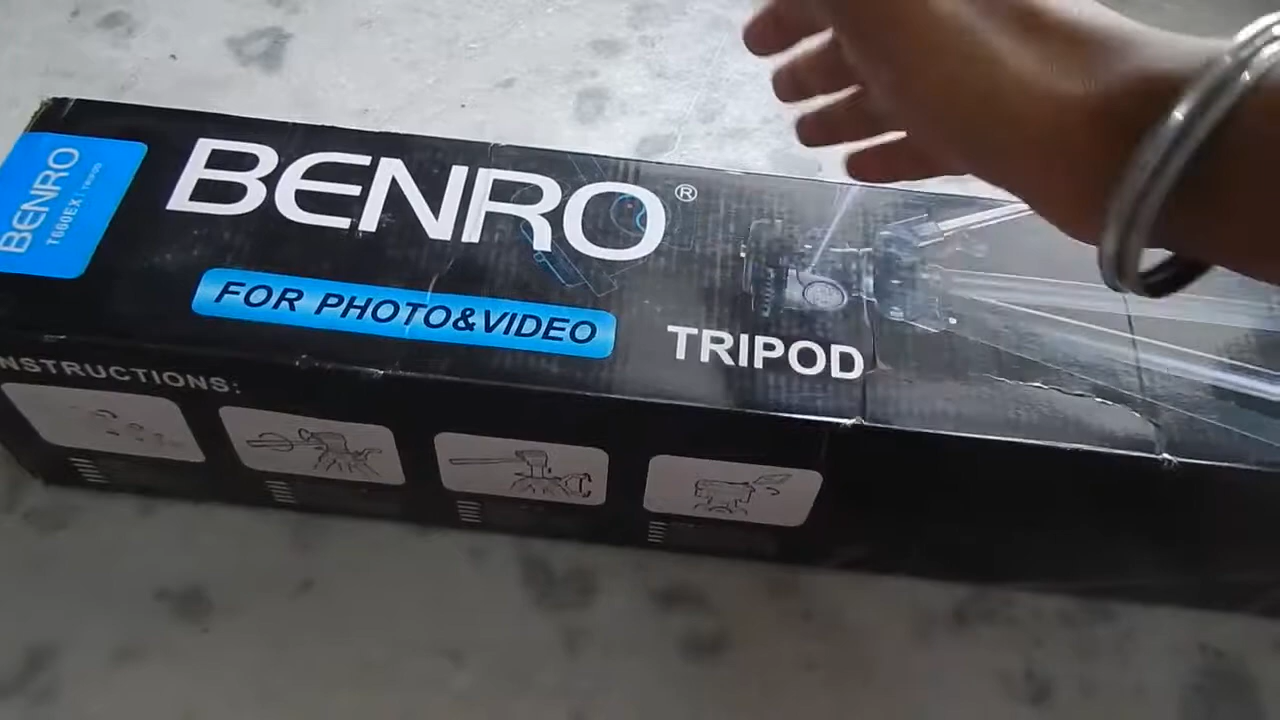 BENRO
T660EX | TRIPOD
BENRO®
FOR PHOTO&VIDEO
TRIPOD
NSTRUCTIONS: